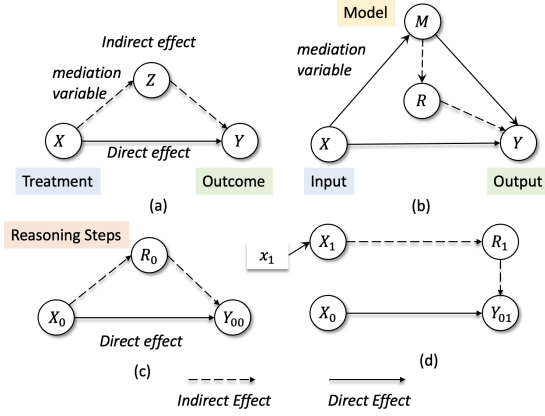 Indirect effect
mediation
variable
Z
X
Y
Direct effect
Treatment
Outcome
(a)
Model
M
mediation
variable
R
X
Y
Input
Output
(b)
Reasoning Steps
R₀
X₀
Y₀₀
Direct effect
(c)
x₁
X₁
R₁
X₀
Y₀₁
(d)
Indirect Effect
Direct Effect